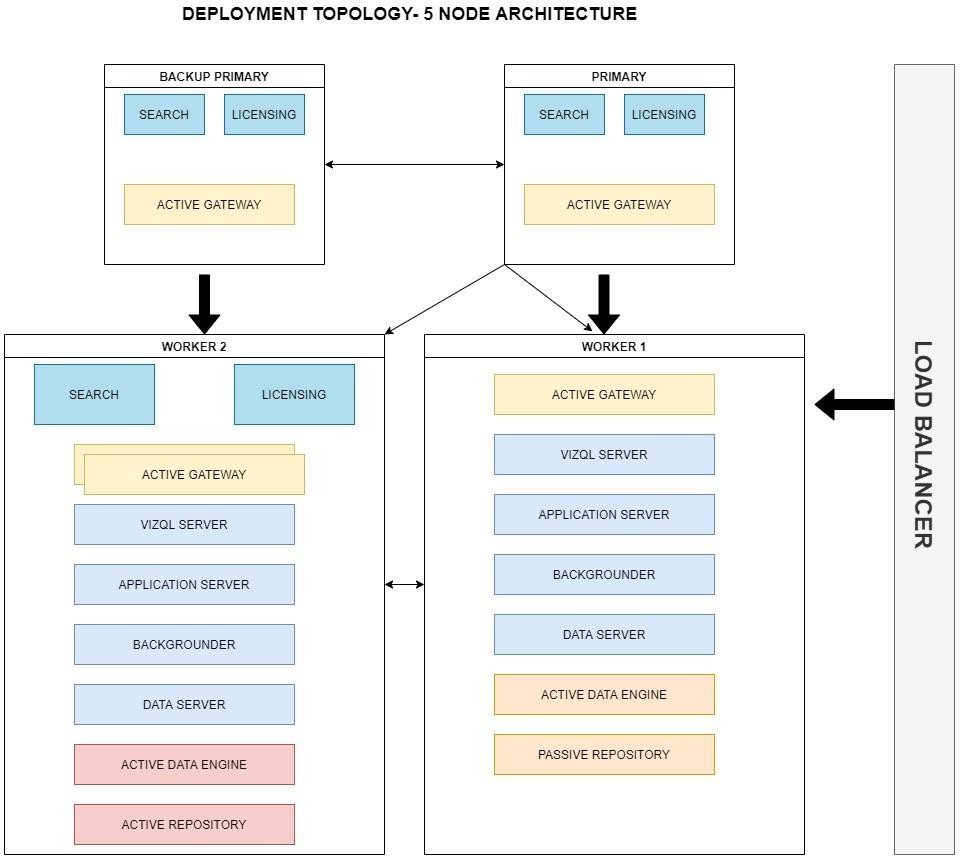 DEPLOYMENT TOPOLOGY- 5 NODE ARCHITECTURE
BACKUP PRIMARY
SEARCH
LICENSING
ACTIVE GATEWAY
PRIMARY
SEARCH
LICENSING
ACTIVE GATEWAY
WORKER 2
SEARCH
LICENSING
ACTIVE GATEWAY
VIZQL SERVER
APPLICATION SERVER
BACKGROUNDER
DATA SERVER
ACTIVE DATA ENGINE
ACTIVE REPOSITORY
WORKER 1
ACTIVE GATEWAY
VIZQL SERVER
APPLICATION SERVER
BACKGROUNDER
DATA SERVER
ACTIVE DATA ENGINE
PASSIVE REPOSITORY
LOAD BALANCER